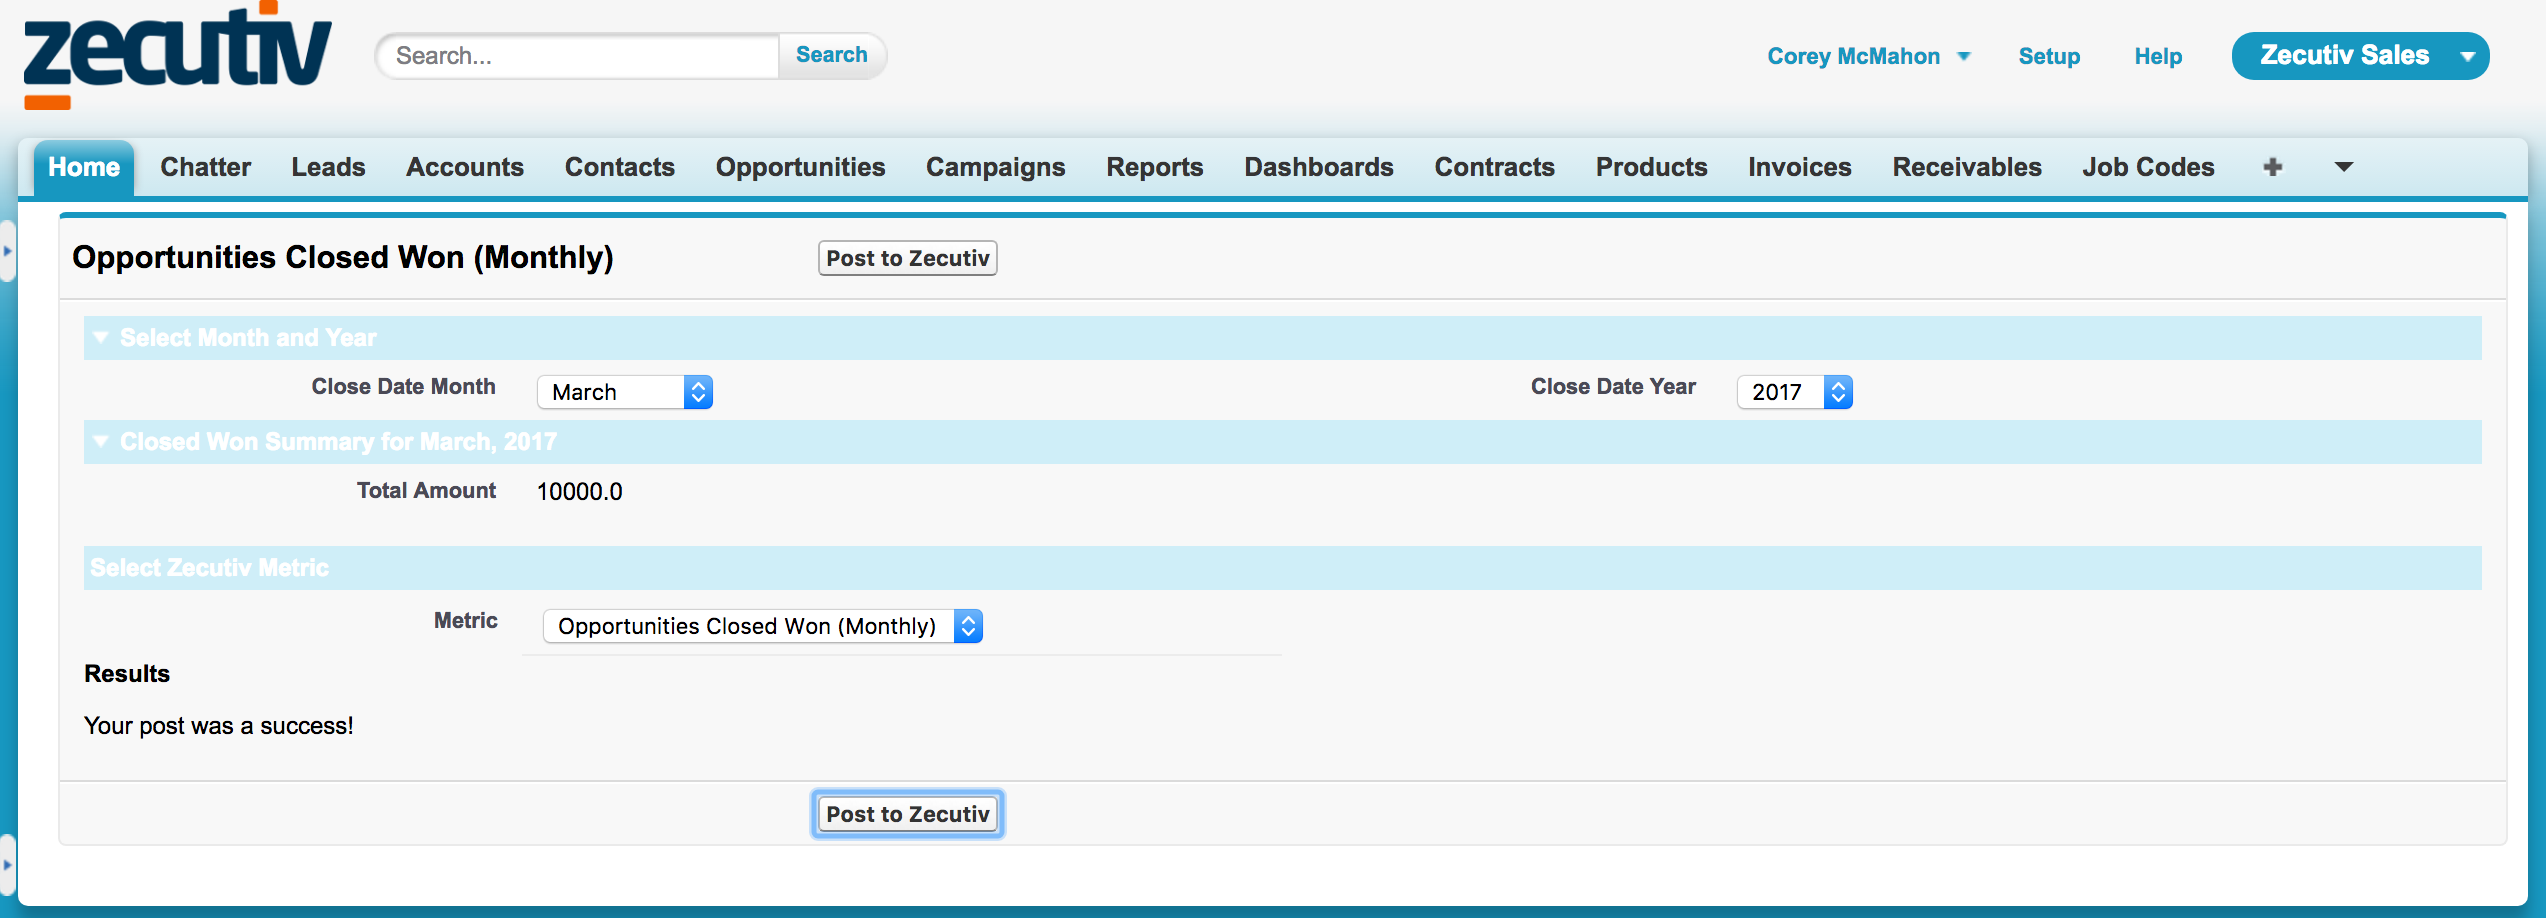 zecutiv
Search... Search
Corey McMahon Setup Help Zecutiv Sales
Home Chatter Leads Accounts Contacts Opportunities Campaigns Reports Dashboards Contracts Products Invoices Receivables Job Codes
Opportunities Closed Won (Monthly) Post to Zecutiv
Select Month and Year
Close Date Month March Close Date Year 2017
Closed Won Summary for March, 2017
Total Amount 10000.0
Select Zecutiv Metric
Metric Opportunities Closed Won (Monthly)
Results
Your post was a success!
Post to Zecutiv